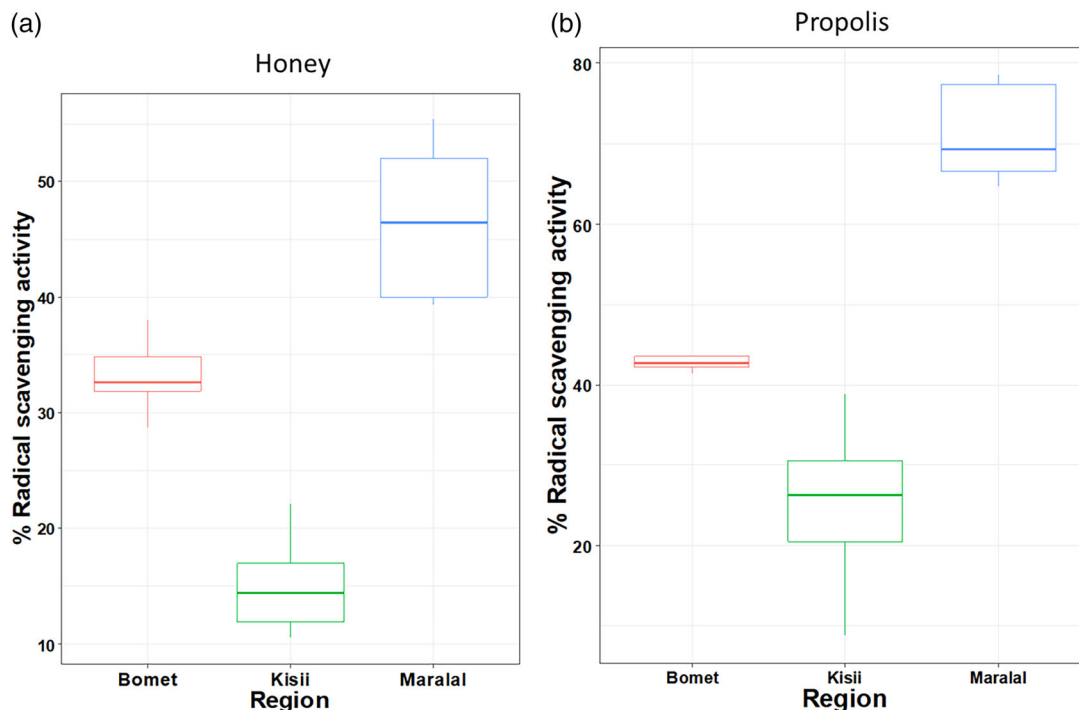 (a)
Honey
% Radical scavenging activity
50
40
30
20
10
Bomet Kisii Maralal
Region
(b)
Propolis
% Radical scavenging activity
80
60
40
20
Bomet Kisii Maralal
Region